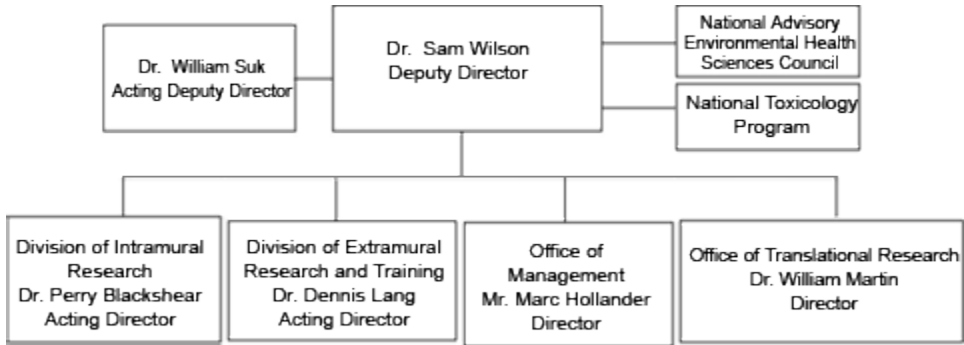 Dr. William Suk
Acting Deputy Director
Dr. Sam Wilson
Deputy Director
National Advisory
Environmental Health
Sciences Council
National Toxicology
Program
Division of Intramural
Research
Dr. Perry Blackshear
Acting Director
Division of Extramural
Research and Training
Dr. Dennis Lang
Acting Director
Office of
Management
Mr. Marc Hollander
Director
Office of Translational Research
Dr. William Martin
Director